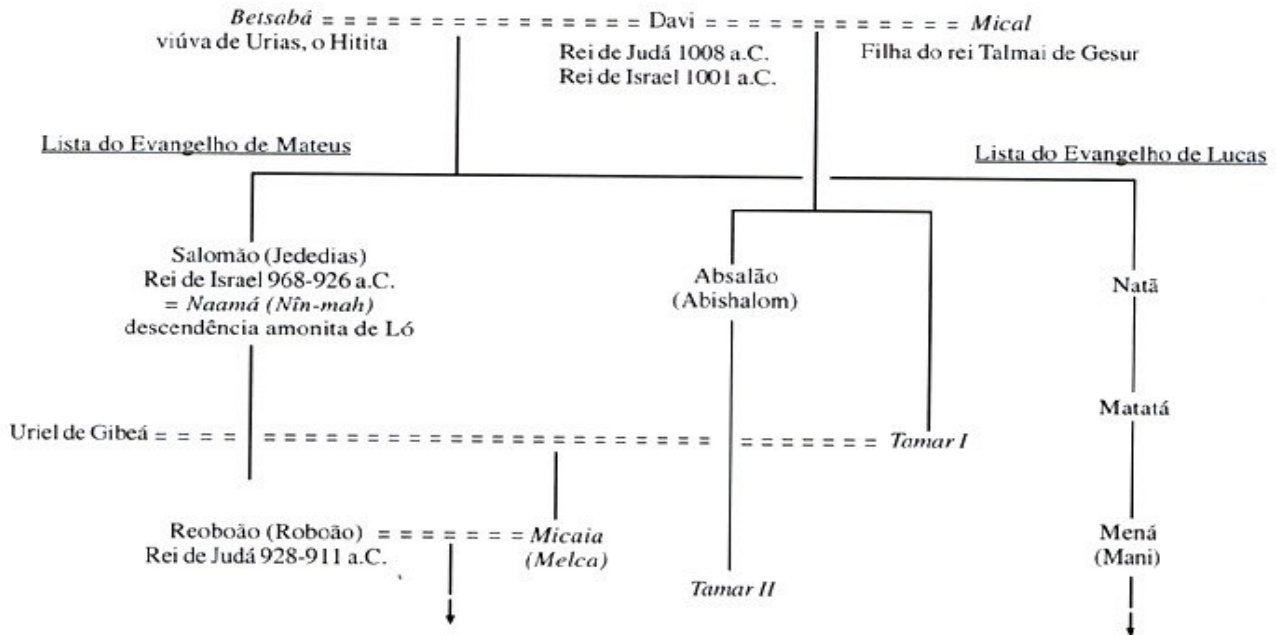 Betsabá = = = = = = = = = = = = = = = Davi = = = = = = = = = = = = = = Mical
viúva de Urias, o Hitita
Rei de Judá 1008 a.C.
Rei de Israel 1001 a.C.
Filha do rei Talmai de Gesur
Lista do Evangelho de Mateus
Lista do Evangelho de Lucas
Salomão (Jededias)
Rei de Israel 968-926 a.C.
= Naamá (Nîn-mah)
descendência amonita de Ló
Absalão
(Abishalom)
Natã
Matatá
Uriel de Gibeá = = = = = = = = = = = = = = = = = = = = = = = = = = = = = = = = = = Tamar I
Reoboão (Roboão) = = = = = = = Micaia
Rei de Judá 928-911 a.C.
(Melca)
Tamar II
Mená
(Mani)